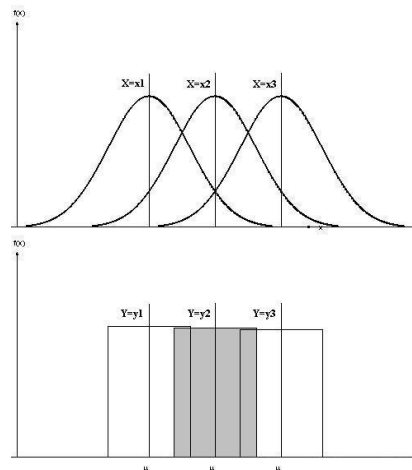 f(x)
X=x1 X=x2 X=x3
x
f(x)
Y=y1 Y=y2 Y=y3
μ μ μ